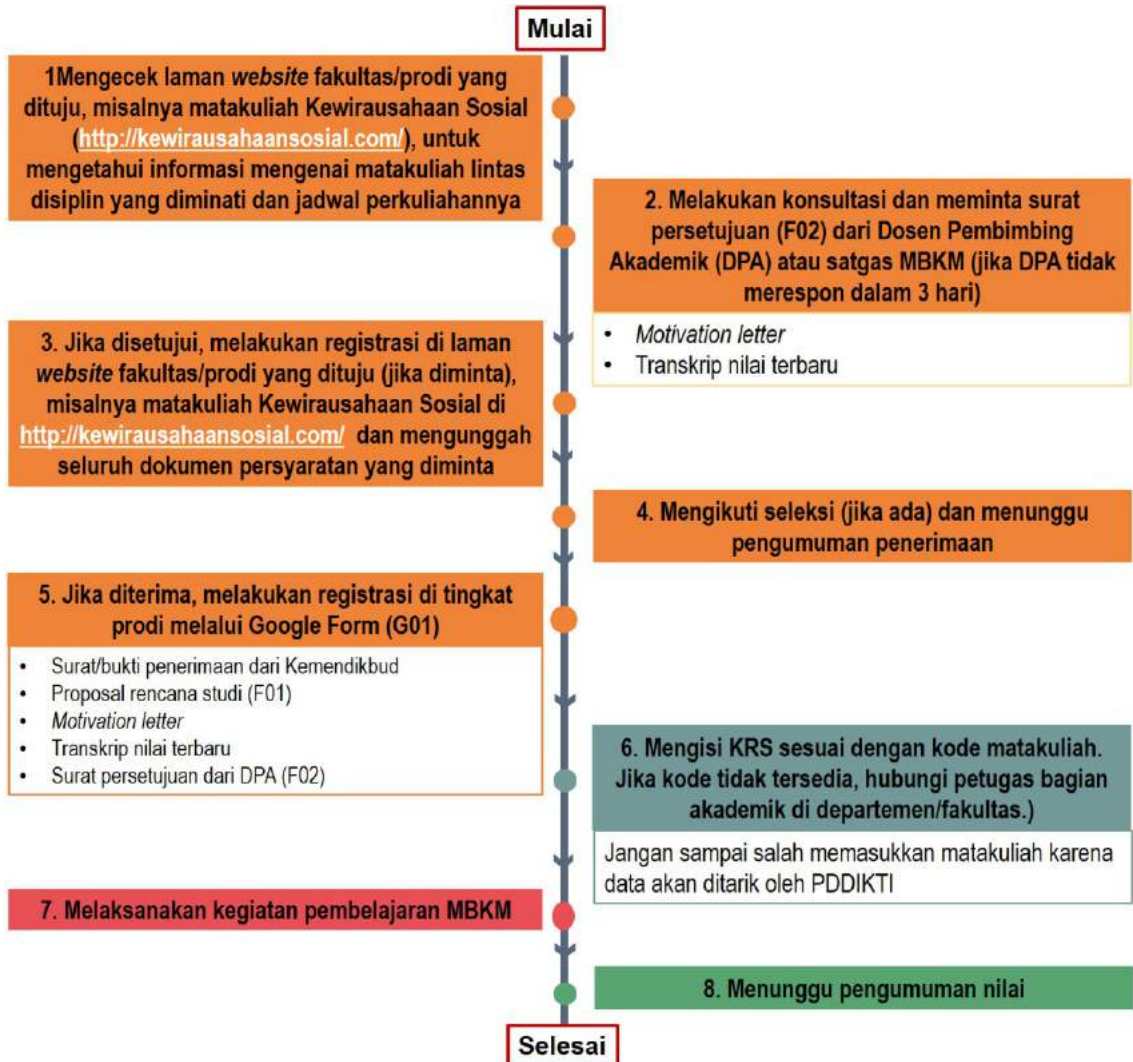 Mulai
1Mengecek laman website fakultas/prodi yang
dituju, misalnya matakuliah Kewirausahaan Sosial
(http://kewirausahaansosial.com/), untuk
mengetahui informasi mengenai matakuliah lintas
disiplin yang diminati dan jadwal perkuliahannya
2. Melakukan konsultasi dan meminta surat
persetujuan (F02) dari Dosen Pembimbing
Akademik (DPA) atau satgas MBKM (jika DPA tidak
merespon dalam 3 hari)
• Motivation letter
• Transkrip nilai terbaru
3. Jika disetujui, melakukan registrasi di laman
website fakultas/prodi yang dituju (jika diminta),
misalnya matakuliah Kewirausahaan Sosial di
http://kewirausahaansosial.com/ dan mengunggah
seluruh dokumen persyaratan yang diminta
4. Mengikuti seleksi (jika ada) dan menunggu
pengumuman penerimaan
5. Jika diterima, melakukan registrasi di tingkat
prodi melalui Google Form (G01)
• Surat/bukti penerimaan dari Kemendikbud
• Proposal rencana studi (F01)
• Motivation letter
• Transkrip nilai terbaru
• Surat persetujuan dari DPA (F02)
6. Mengisi KRS sesuai dengan kode matakuliah.
Jika kode tidak tersedia, hubungi petugas bagian
akademik di departemen/fakultas.)
Jangan sampai salah memasukkan matakuliah karena
data akan ditarik oleh PDDIKTI
7. Melaksanakan kegiatan pembelajaran MBKM
8. Menunggu pengumuman nilai
Selesai